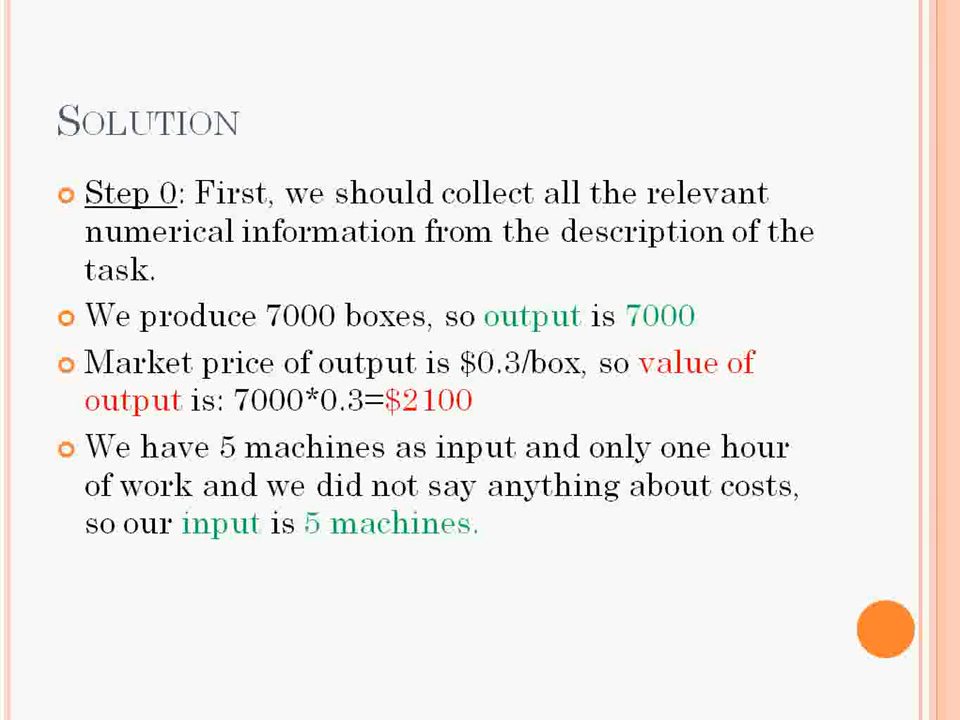 SOLUTION
Step 0: First, we should collect all the relevant
numerical information from the description of the
task.
We produce 7000 boxes, so output is 7000
Market price of output is $0.3/box, so value of
output is: 7000*0.3=$2100
We have 5 machines as input and only one hour
of work and we did not say anything about costs,
so our input is 5 machines.